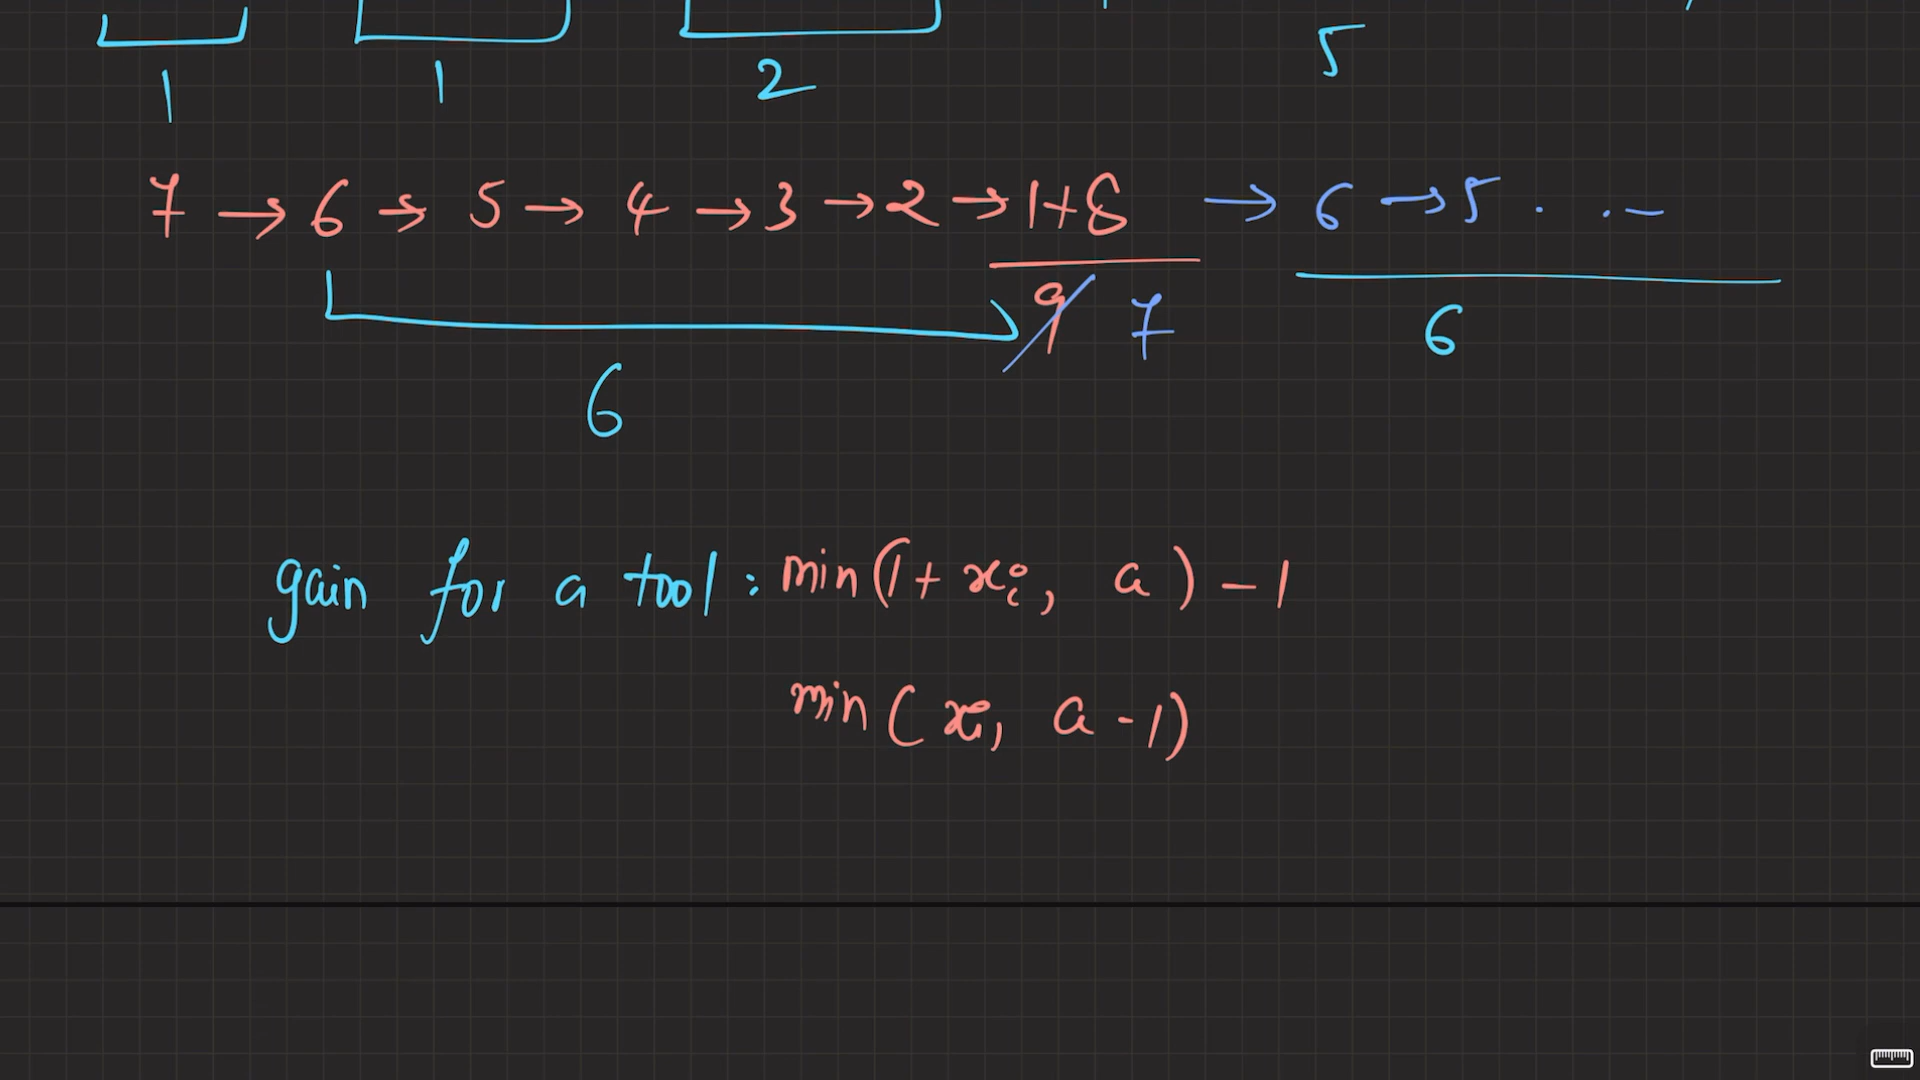 1 1 2 5
7 → 6 → 5 → 4 → 3 → 2 → 1+8 → 6 → 5 . . –
9 7 6
6
gain for a tool : min(1 + xi, a) - 1
min(xi, a - 1)